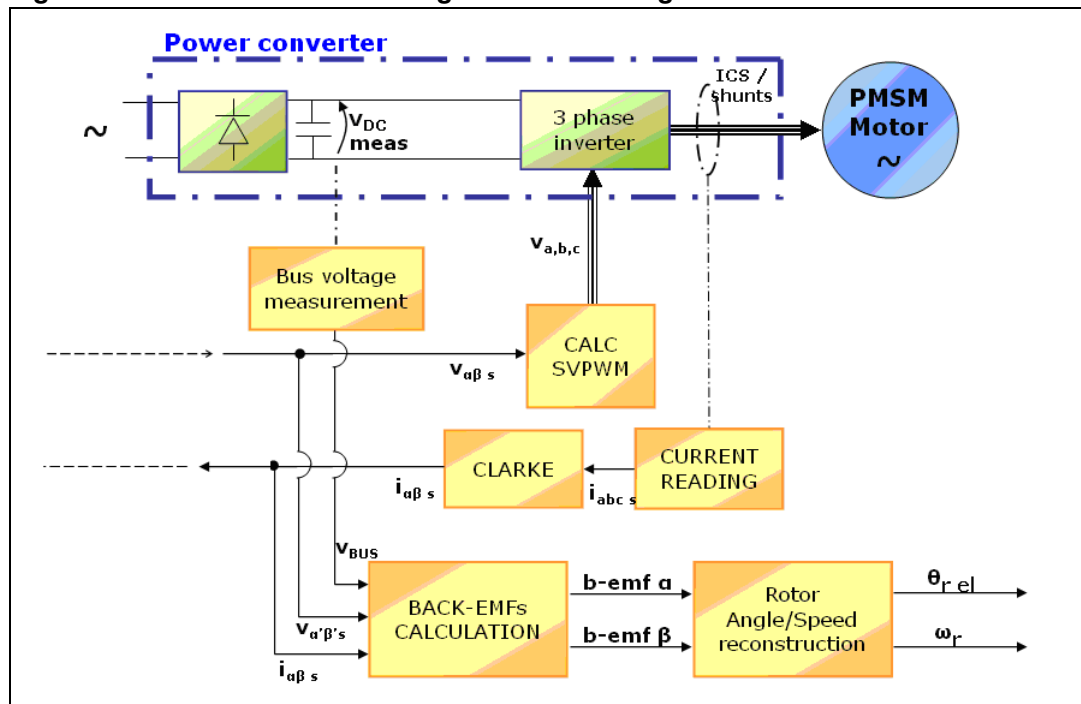 Power converter
ICS /
shunts
PMSM
Motor
~
~
vDC
meas
3 phase
inverter
va,b,c
Bus voltage
measurement
vαβ s
CALC
SVPWM
CLARKE
CURRENT
READING
iαβ s
iabc s
vBUS
BACK-EMFs
CALCULATION
b-emf α
b-emf β
Rotor
Angle/Speed
reconstruction
θr el
ωr
vα'β's
iαβ s